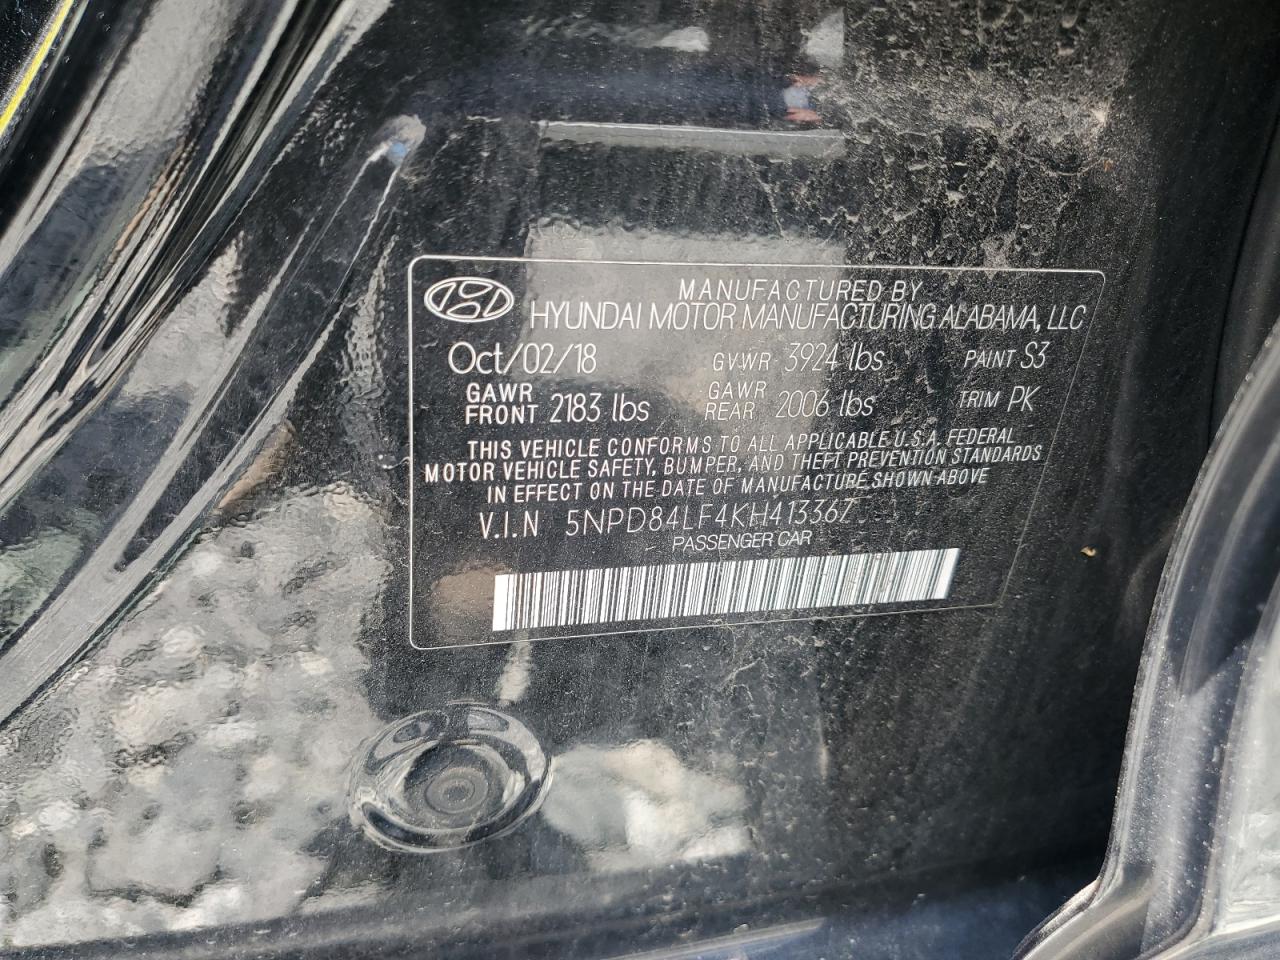 MANUFACTURED BY
HYUNDAI MOTOR MANUFACTURING ALABAMA, LLC
Oct/02/18 GVWR 3924 lbs PAINT S3
GAWR FRONT 2183 lbs GAWR REAR 2006 lbs TRIM PK
THIS VEHICLE CONFORMS TO ALL APPLICABLE U.S.A. FEDERAL
MOTOR VEHICLE SAFETY, BUMPER, AND THEFT PREVENTION STANDARDS
IN EFFECT ON THE DATE OF MANUFACTURE SHOWN ABOVE
V.I.N 5NPD84LF4KH413367
PASSENGER CAR